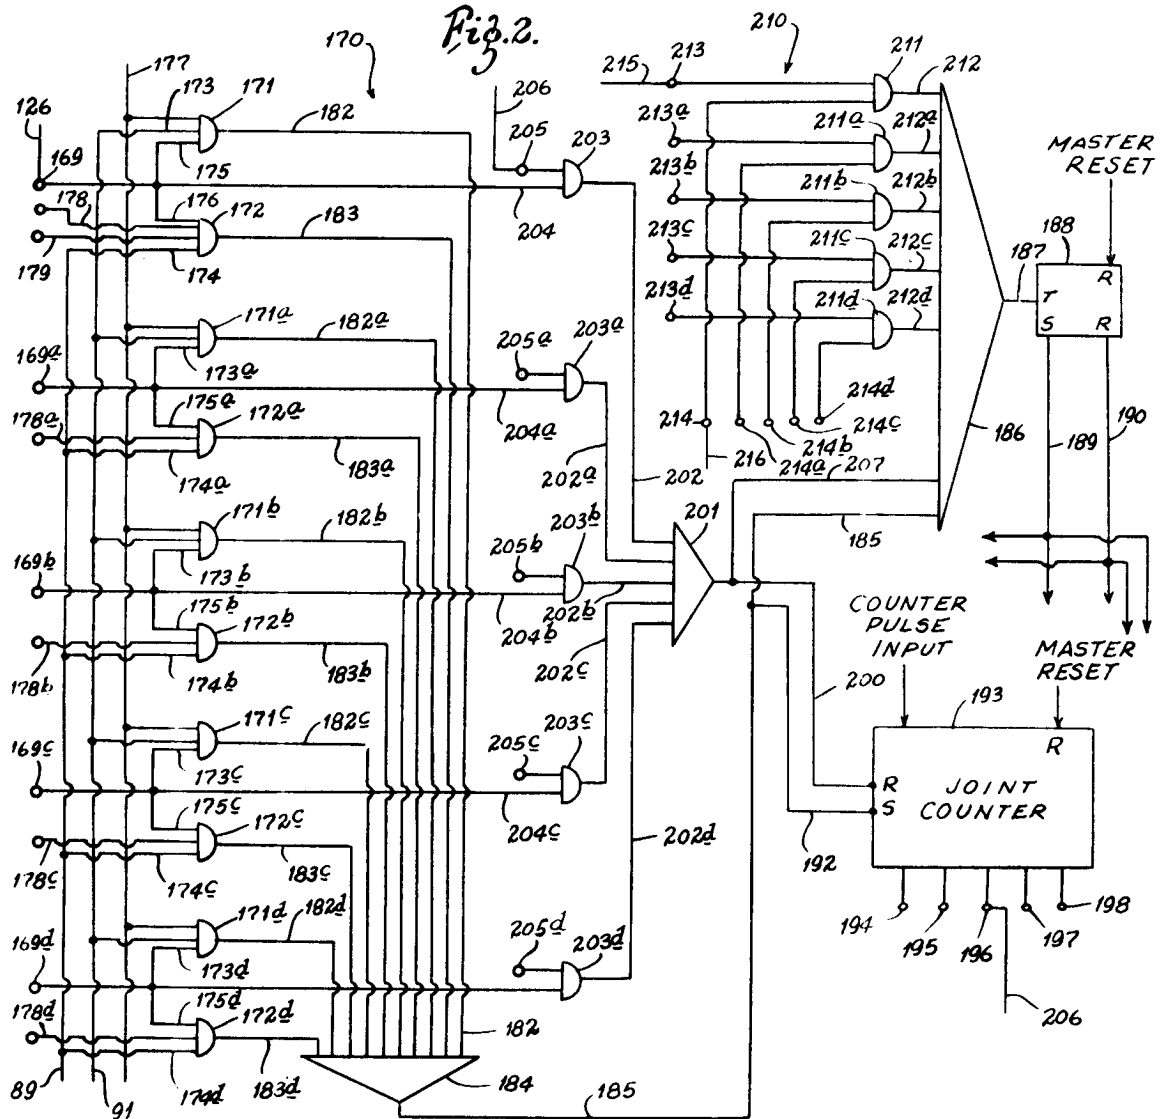 Fig. 2.
170
210
211
177
215
213
212
173
171
206
126
182
205
203
213a
211a
212a
MASTER
RESET
169
175
213b
211b
212b
178
176
172
183
204
213c
211c
212c
188
187
179
174
213d
211d
212d
R
T
S
R
171a
182a
203a
205a
169a
173a
214d
175a
172a
204a
214
214c
186
190
178a
183a
202a
216
214b
189
174a
214a
202
207
171b
182b
203b
201
185
205b
169b
173b
202b
COUNTER
PULSE
INPUT
175b
172b
204b
MASTER
RESET
183b
202c
178b
174b
200
193
171c
182c
203c
205c
R
169c
173c
R
JOINT
S
COUNTER
175c
172c
204c
202d
192
178c
183c
174c
171d
182d
194
195
196
197
198
205d
203d
169d
173d
175d
178d
172d
182
206
89
91
174d
183d
184
185